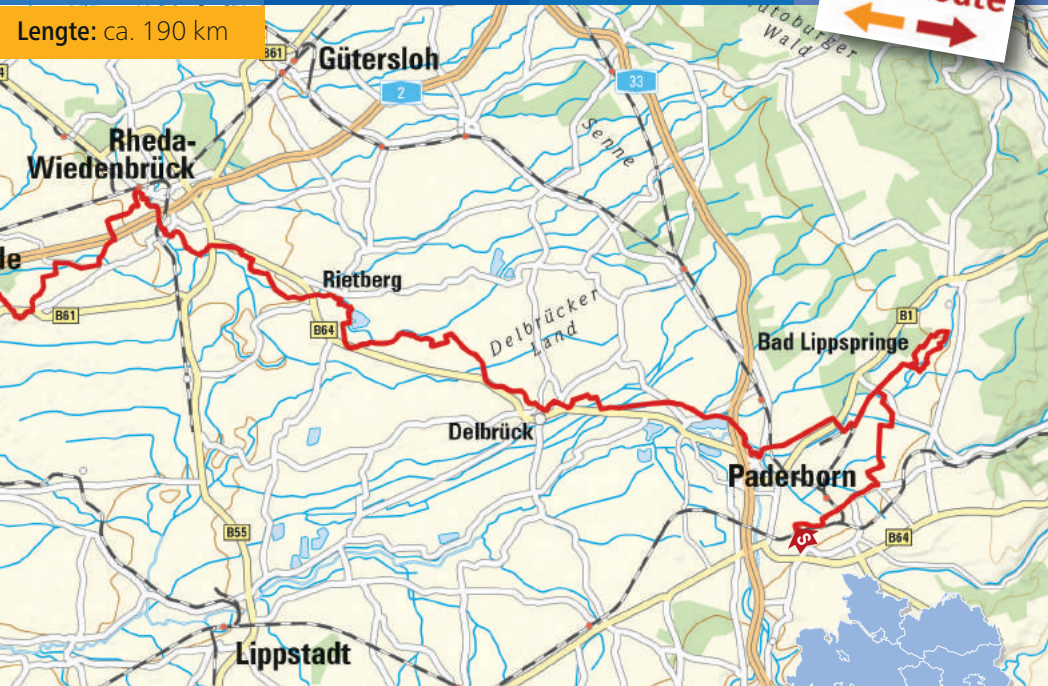 Lengte: ca. 190 km
B61
Gütersloh
2
33
Wald
Senne
Rheda-
Wiedenbrück
Rietberg
B61
B64
Delbrücker
Land
B1
Bad Lippspringe
Delbrück
Paderborn
S
B55
B64
Lippstadt